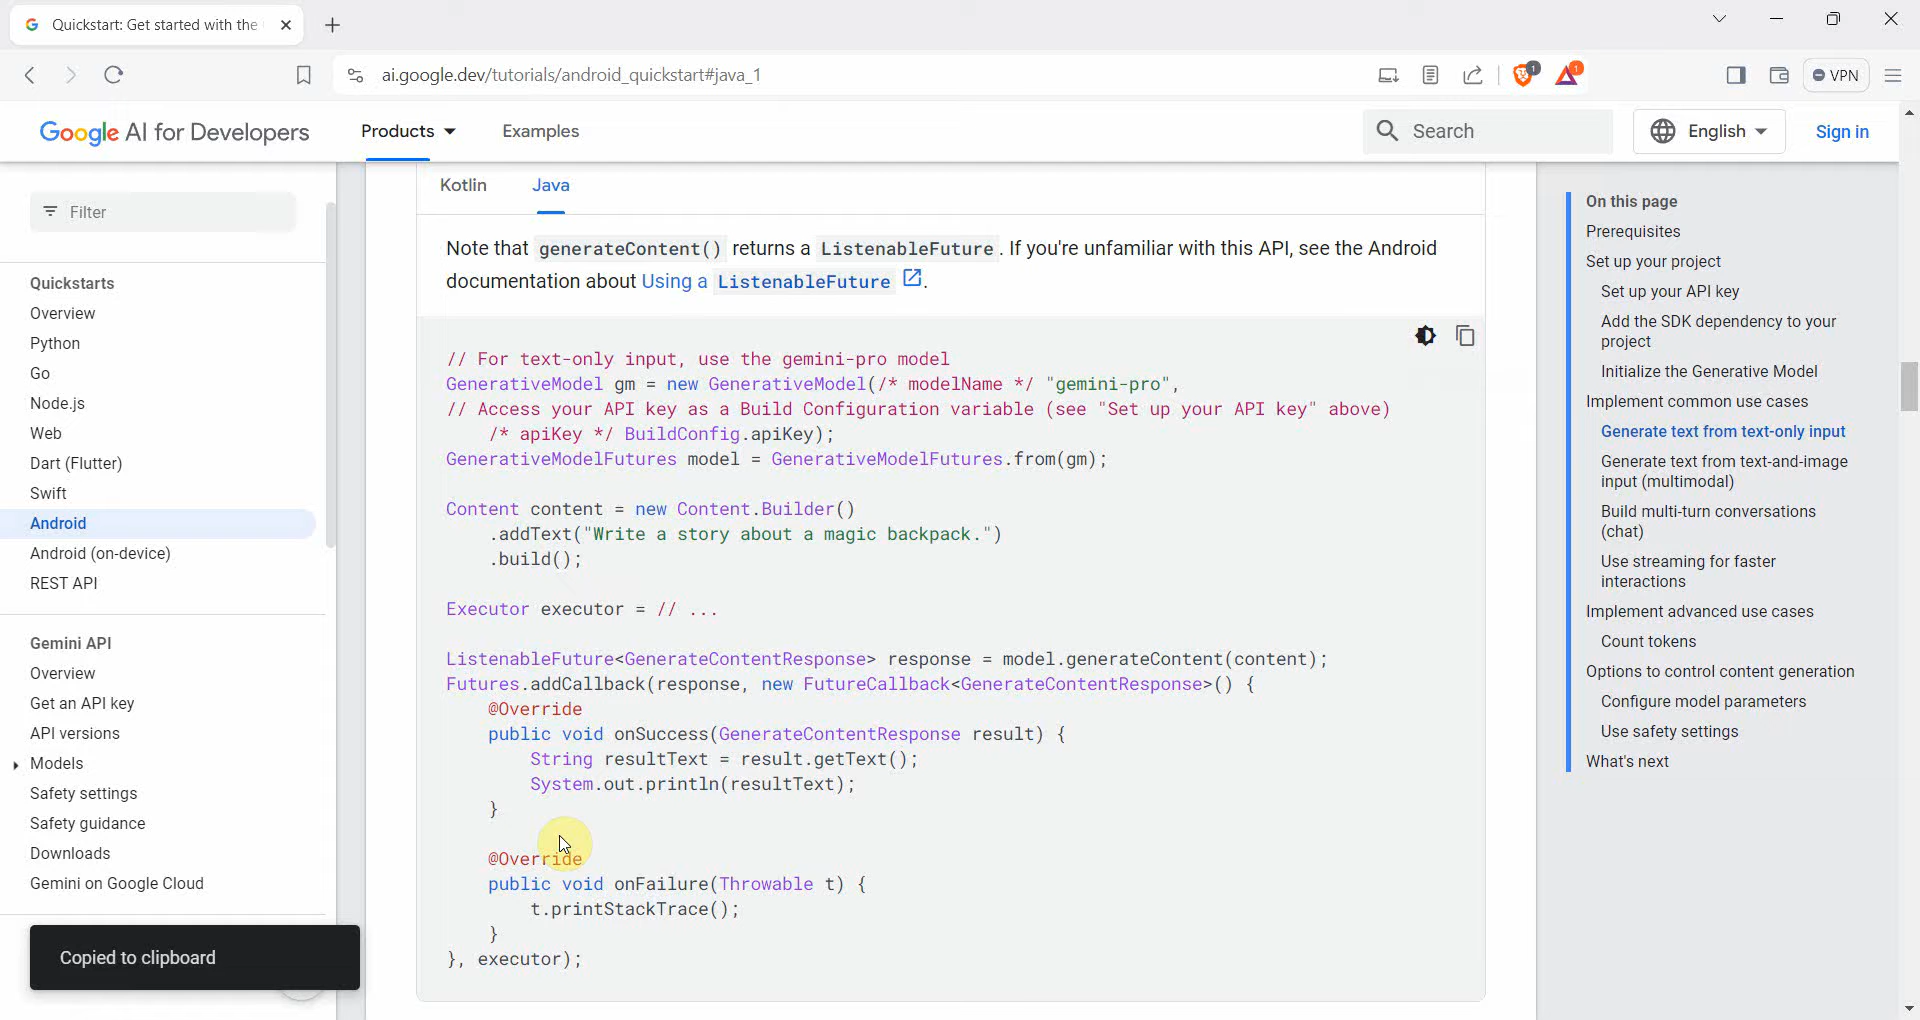 Quickstart: Get started with the
ai.google.dev/tutorials/android_quickstart#java_1
1
1
VPN
Google AI for Developers
Products
Examples
Search
English
Sign in
Filter
Quickstarts
Overview
Python
Go
Node.js
Web
Dart (Flutter)
Swift
Android
Android (on-device)
REST API
Gemini API
Overview
Get an API key
API versions
Models
Safety settings
Safety guidance
Downloads
Gemini on Google Cloud
Copied to clipboard
Kotlin
Java
Note that generateContent() returns a ListenableFuture. If you're unfamiliar with this API, see the Android
documentation about Using a ListenableFuture.
// For text-only input, use the gemini-pro model
GenerativeModel gm = new GenerativeModel(/* modelName */ "gemini-pro",
// Access your API key as a Build Configuration variable (see "Set up your API key" above)
/* apiKey */ BuildConfig.apiKey);
GenerativeModelFutures model = GenerativeModelFutures.from(gm);
Content content = new Content.Builder()
.addText("Write a story about a magic backpack.")
.build();
Executor executor = // ...
ListenableFuture<GenerateContentResponse> response = model.generateContent(content);
Futures.addCallback(response, new FutureCallback<GenerateContentResponse>() {
@Override
public void onSuccess(GenerateContentResponse result) {
String resultText = result.getText();
System.out.println(resultText);
}
@Override
public void onFailure(Throwable t) {
t.printStackTrace();
}
}, executor);
On this page
Prerequisites
Set up your project
Set up your API key
Add the SDK dependency to your
project
Initialize the Generative Model
Implement common use cases
Generate text from text-only input
Generate text from text-and-image
input (multimodal)
Build multi-turn conversations
(chat)
Use streaming for faster
interactions
Implement advanced use cases
Count tokens
Options to control content generation
Configure model parameters
Use safety settings
What's next